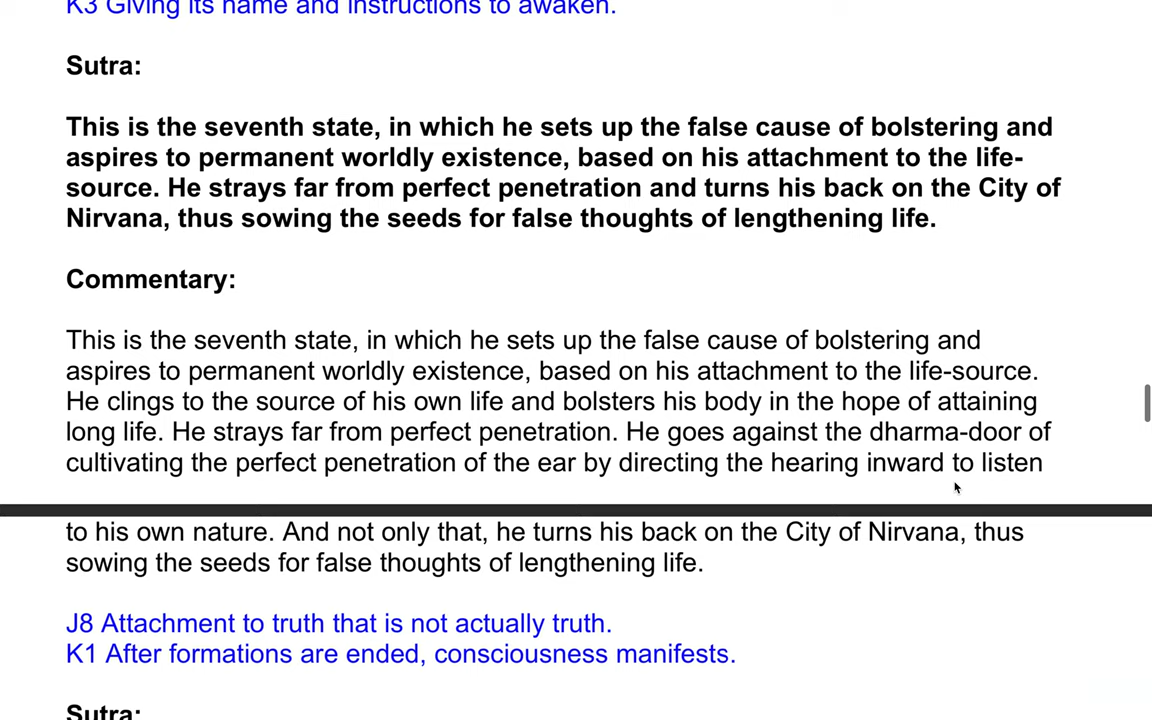 K3 Giving its name and instructions to awaken.
Sutra:
This is the seventh state, in which he sets up the false cause of bolstering and
aspires to permanent worldly existence, based on his attachment to the life-
source. He strays far from perfect penetration and turns his back on the City of
Nirvana, thus sowing the seeds for false thoughts of lengthening life.
Commentary:
This is the seventh state, in which he sets up the false cause of bolstering and
aspires to permanent worldly existence, based on his attachment to the life-source.
He clings to the source of his own life and bolsters his body in the hope of attaining
long life. He strays far from perfect penetration. He goes against the dharma-door of
cultivating the perfect penetration of the ear by directing the hearing inward to listen
to his own nature. And not only that, he turns his back on the City of Nirvana, thus
sowing the seeds for false thoughts of lengthening life.
J8 Attachment to truth that is not actually truth.
K1 After formations are ended, consciousness manifests.
Sutra: